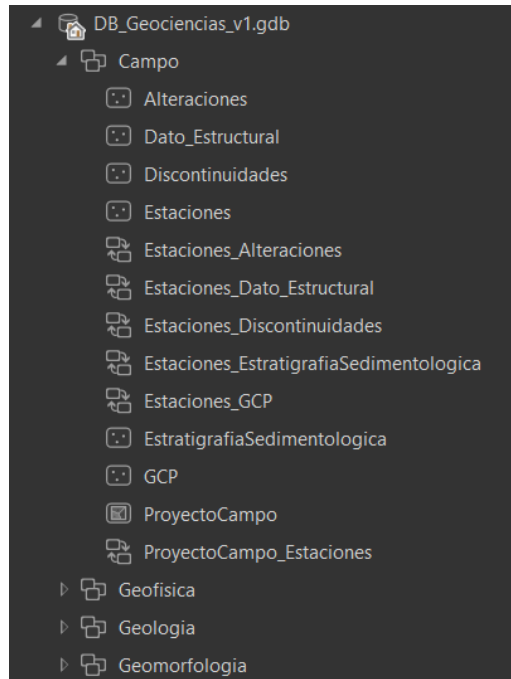 DB_Geociencias_v1.gdb
Campo
Alteraciones
Dato_Estructural
Discontinuidades
Estaciones
Estaciones_Alteraciones
Estaciones_Dato_Estructural
Estaciones_Discontinuidades
Estaciones_EstratigrafiaSedimentologica
Estaciones_GCP
EstratigrafiaSedimentologica
GCP
ProyectoCampo
ProyectoCampo_Estaciones
Geofisica
Geologia
Geomorfologia